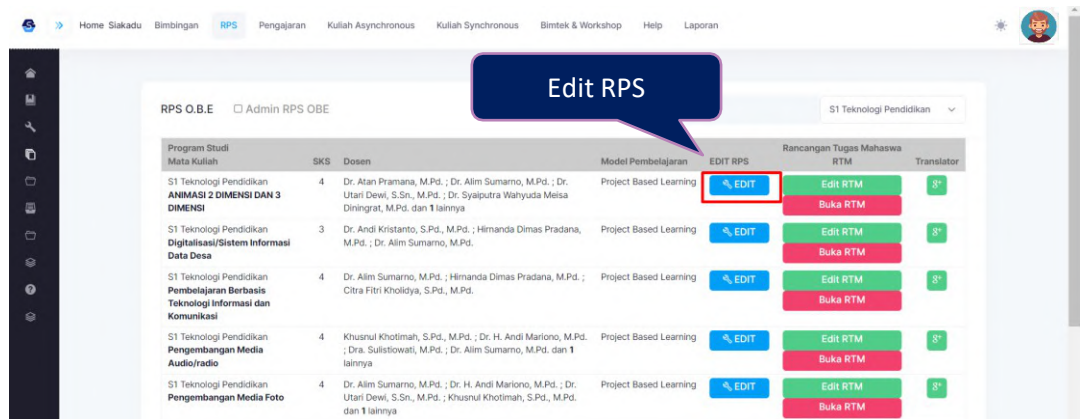 Home Siakadu Bimbingan RPS Pengajaran Kuliah Asynchronous Kuliah Synchronous Bimtek & Workshop Help Laporan
Edit RPS
RPS O.B.E Admin RPS OBE S1 Teknologi Pendidikan
Program Studi
Mata Kuliah SKS Dosen Model Pembelajaran EDIT RPS Rancangan Tugas Mahaswa
RTM Translator
S1 Teknologi Pendidikan 4 Dr. Atan Pramana, M.Pd. ; Dr. Alim Sumarno, M.Pd. ; Dr. Project Based Learning EDIT Edit RTM
ANIMASI 2 DIMENSI DAN 3 Utari Dewi, S.Sn., M.Pd. ; Dr. Syaiputra Wahyuda Meisa
DIMENSI Diningrat, M.Pd. dan 1 lainnya Buka RTM
S1 Teknologi Pendidikan 3 Dr. Andi Kristanto, S.Pd., M.Pd. ; Hirnanda Dimas Pradana, Project Based Learning EDIT Edit RTM
Digitalisasi/Sistem Informasi M.Pd. ; Dr. Alim Sumarno, M.Pd.
Data Desa Buka RTM
S1 Teknologi Pendidikan 4 Dr. Alim Sumarno, M.Pd. ; Hirnanda Dimas Pradana, M.Pd. ; Project Based Learning EDIT Edit RTM
Pembelajaran Berbasis Citra Fitri Kholidya, S.Pd., M.Pd.
Teknologi Informasi dan Buka RTM
Komunikasi
S1 Teknologi Pendidikan 4 Khusnul Khotimah, S.Pd., M.Pd. ; Dr. H. Andi Mariono, M.Pd. Project Based Learning EDIT Edit RTM
Pengembangan Media ; Dra. Sulistiowati, M.Pd. ; Dr. Alim Sumarno, M.Pd. dan 1
Audio/radio lainnya Buka RTM
S1 Teknologi Pendidikan 4 Dr. Alim Sumarno, M.Pd. ; Dr. H. Andi Mariono, M.Pd. ; Dr. Project Based Learning EDIT Edit RTM
Pengembangan Media Foto Utari Dewi, S.Sn., M.Pd. ; Khusnul Khotimah, S.Pd., M.Pd.
dan 1 lainnya Buka RTM